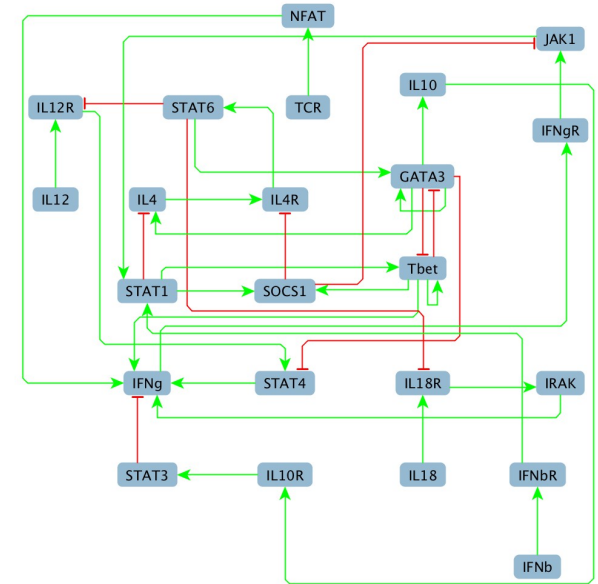 NFAT
JAK1
IL10
IL12R
STAT6
TCR
IFNgR
GATA3
IL12
IL4
IL4R
Tbet
STAT1
SOCS1
IFNg
STAT4
IL18R
IRAK
STAT3
IL10R
IL18
IFNbR
IFNb